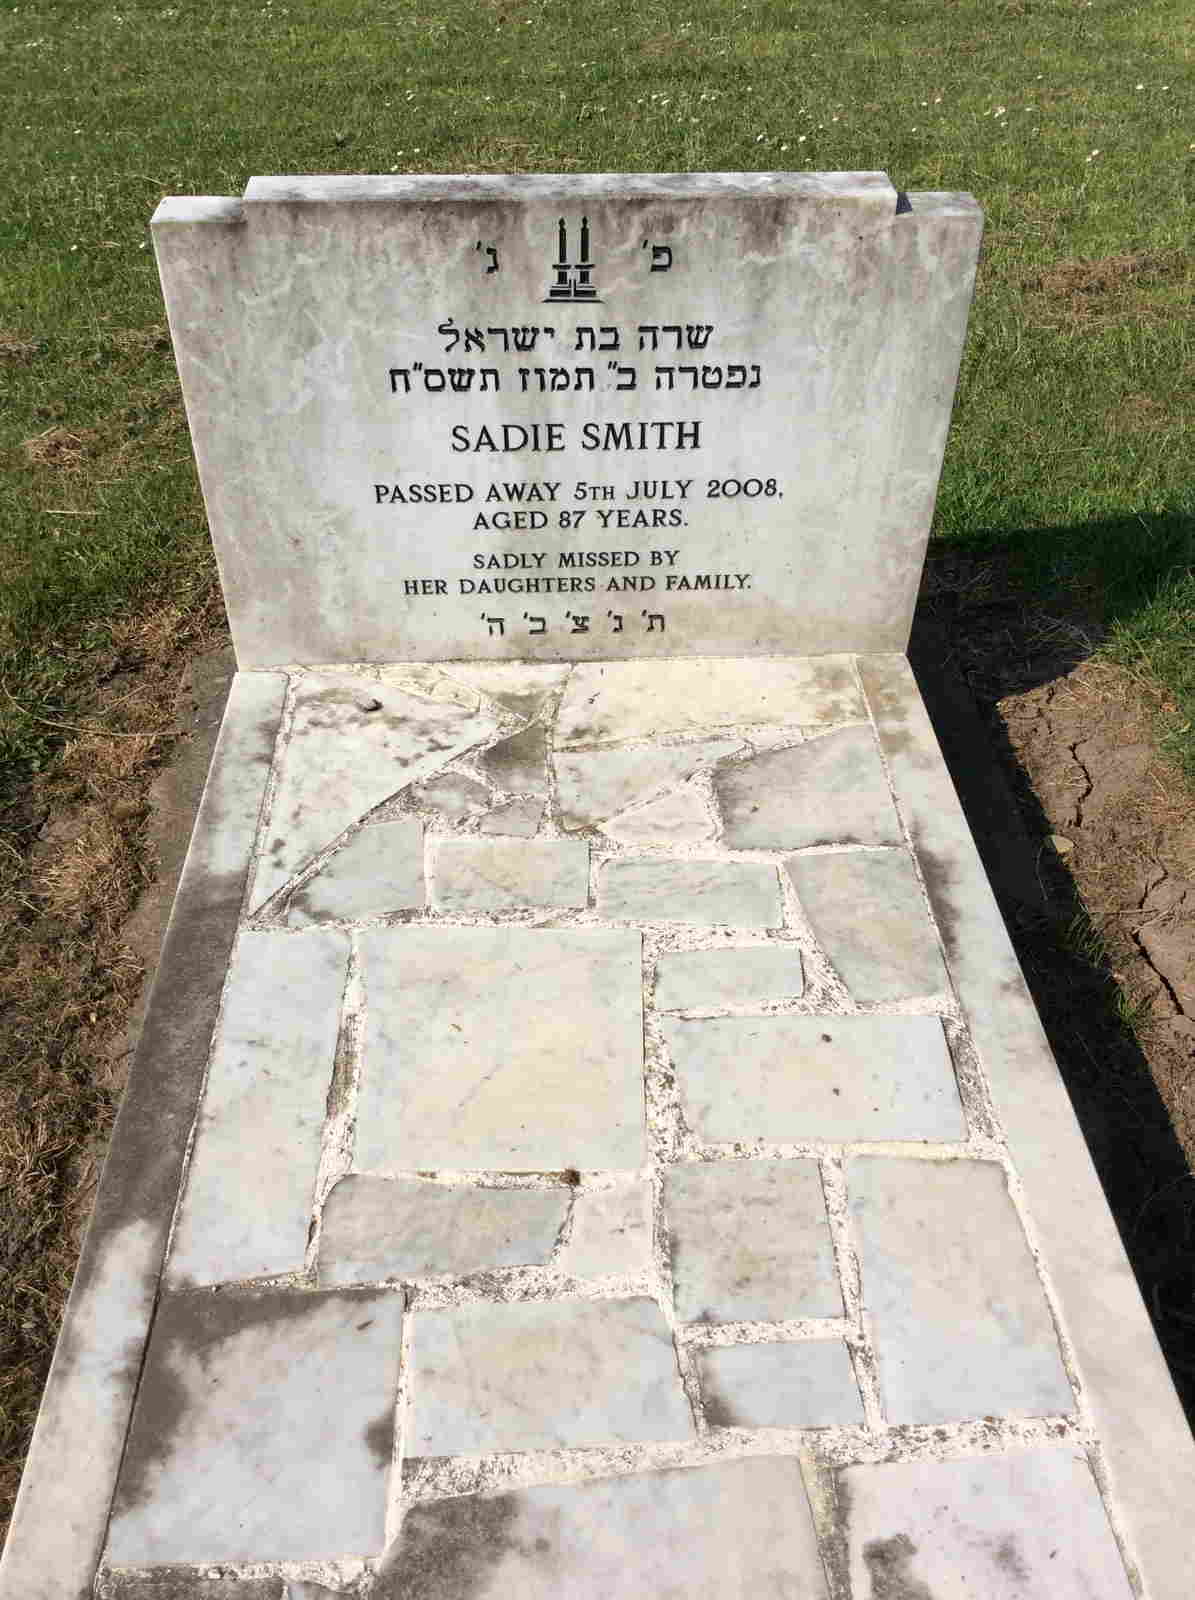 פ' נ'
שרה בת ישראל
נפטרה ב" תמוז תשס"ח
SADIE SMITH
PASSED AWAY 5TH JULY 2008,
AGED 87 YEARS.
SADLY MISSED BY
HER DAUGHTERS AND FAMILY.
ת' נ' צ' ב' ה'